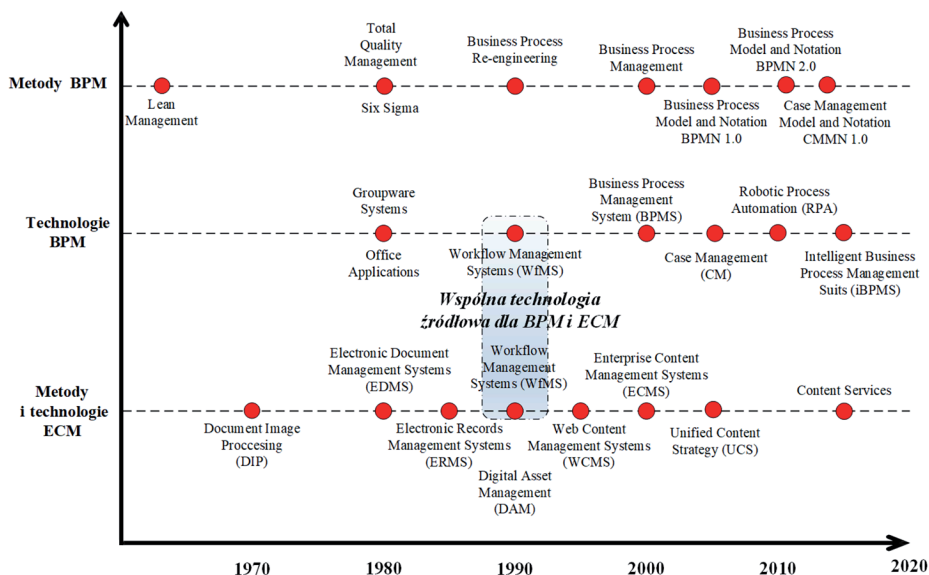 Metody BPM
Lean
Management
Total
Quality
Management
Six Sigma
Business Process
Re-engineering
Business Process
Management
Business Process
Model and Notation
BPMN 1.0
Business Process
Model and Notation
BPMN 2.0
Case Management
Model and Notation
CMMN 1.0
Technologie
BPM
Groupware
Systems
Office
Applications
Workflow Management
Systems (WfMS)
Business Process
Management
System (BPMS)
Case Management
(CM)
Robotic Process
Automation (RPA)
Intelligent Business
Process Management
Suits (iBPMS)
Wspólna technologia
źródłowa dla BPM i ECM
Metody
i technologie
ECM
Document Image
Proccesing
(DIP)
Electronic Document
Management Systems
(EDMS)
Electronic Records
Management Systems
(ERMS)
Workflow
Management
Systems (WfMS)
Digital Asset
Management
(DAM)
Web Content
Management Systems
(WCMS)
Enterprise Content
Management Systems
(ECMS)
Unified Content
Strategy (UCS)
Content Services
1970
1980
1990
2000
2010
2020